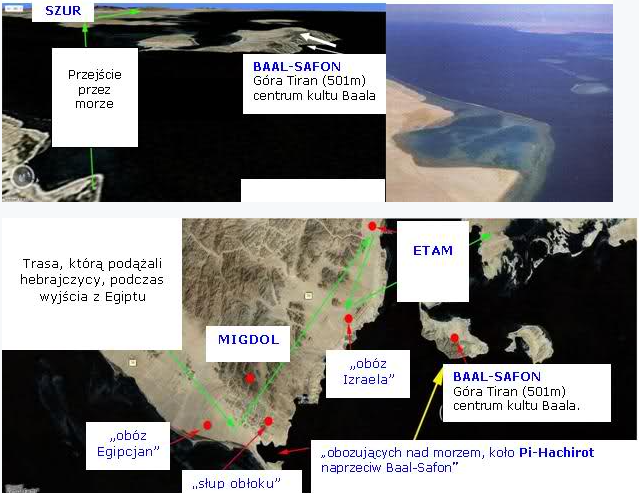 SZUR
Przejście
przez
morze
BAAL-SAFON
Góra Tiran (501m)
centrum kultu Baala
Trasa, którą podążali
hebrajczycy, podczas
wyjścia z Egiptu
ETAM
MIGDOL
„obóz
Izraela”
BAAL-SAFON
Góra Tiran (501m)
centrum kultu Baala.
„obóz
Egipcjan”
„obozujących nad morzem, koło Pi-Hachirot
naprzeciw Baal-Safon”
„słup obłoku”